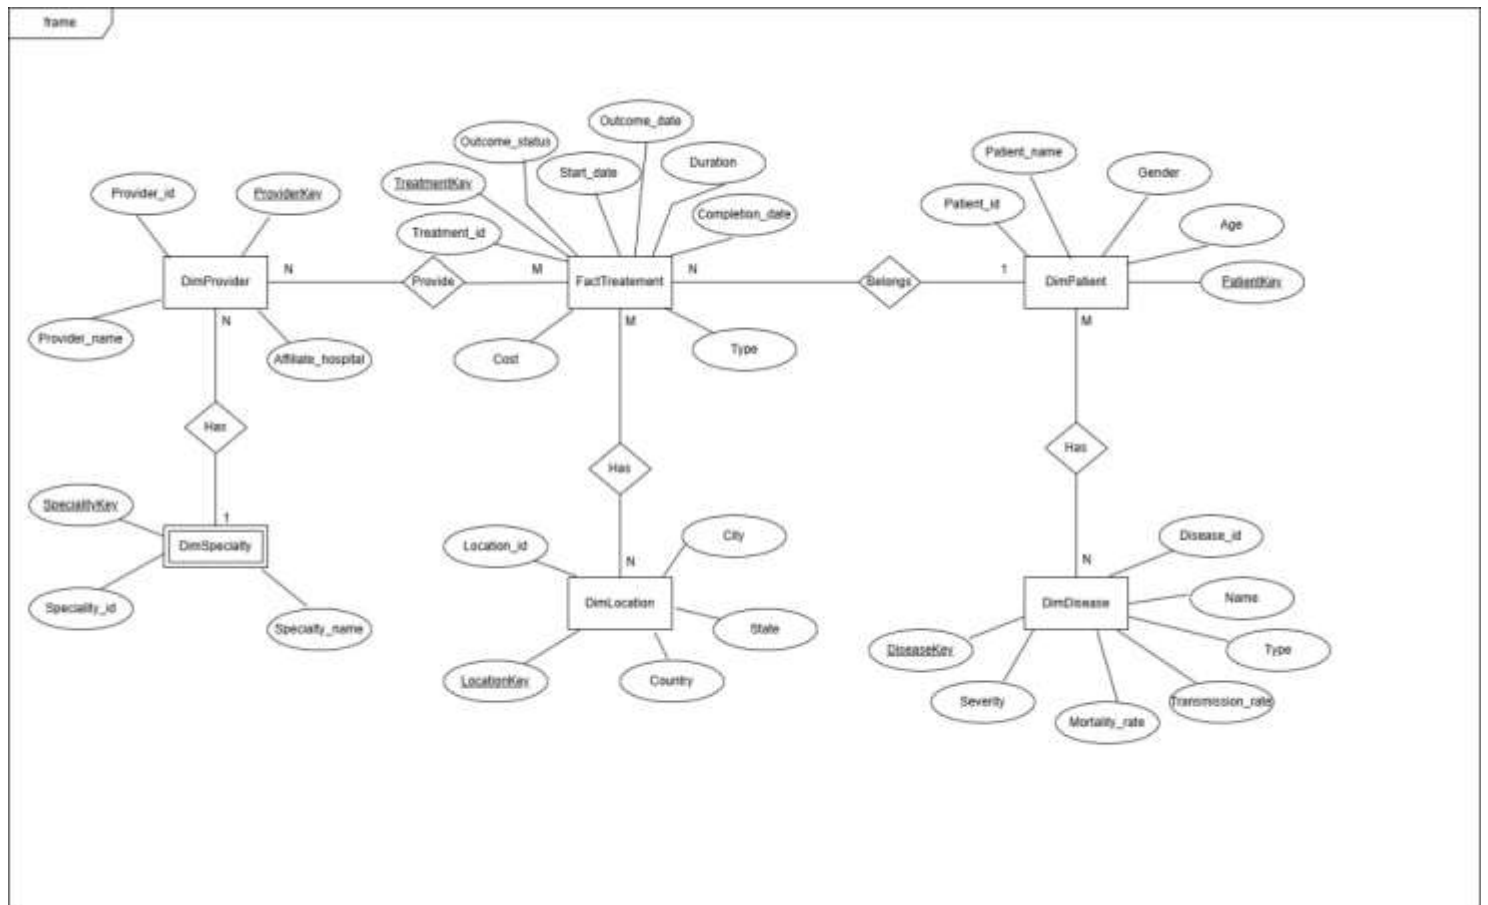 frame
Outcome_date
Outcome_status
Patient_name
Duration
Start_date
Gender
TreatmentKey
Provider_id
ProviderKey
Patient_id
Completion_date
Age
Treatment_id
N
M
N
1
DimProvider
Provide
FactTreatement
Belongs
DimPatient
PatientKey
N
M
M
Provider_name
Affiliate_hospital
Cost
Type
Has
Has
Has
SpecialityKey
1
DimSpecialty
Location_id
City
Disease_id
N
N
Speciality_id
Specialty_name
DimLocation
State
DimDisease
Name
DiseaseKey
Type
LocationKey
Country
Severity
Mortality_rate
Transmission_rate